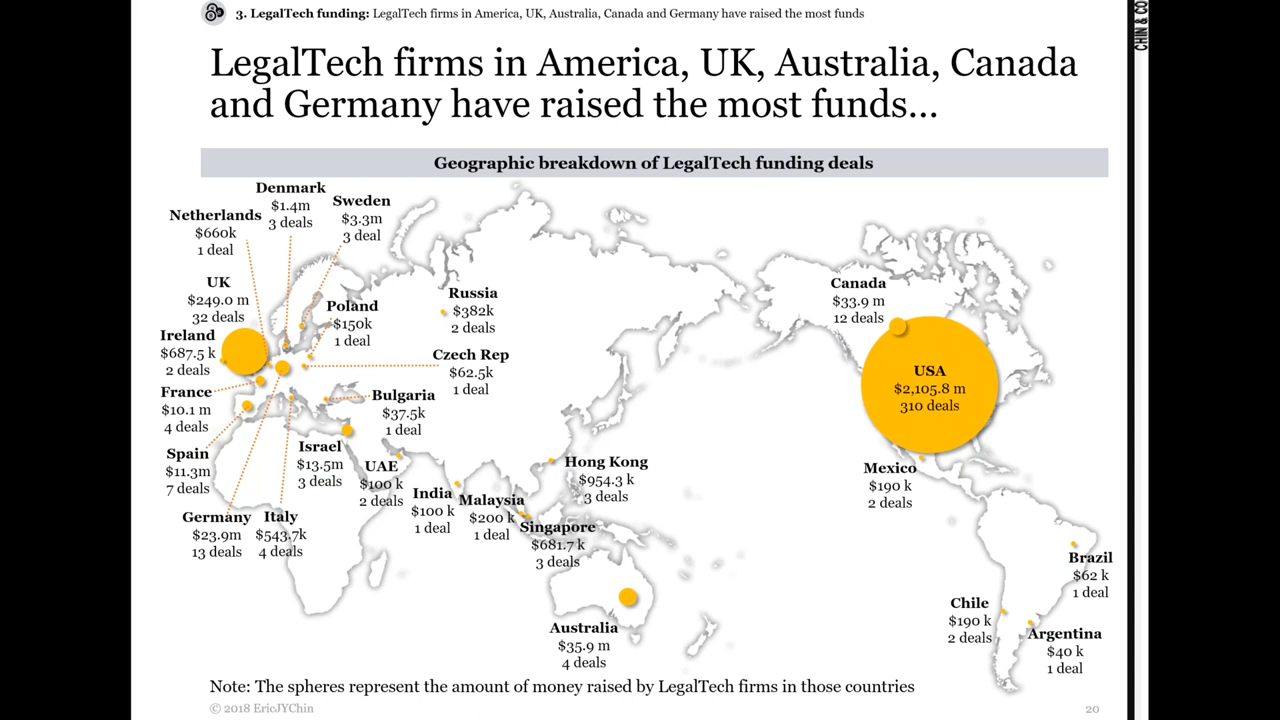 3. LegalTech funding: LegalTech firms in America, UK, Australia, Canada and Germany have raised the most funds
CHIN & CO
LegalTech firms in America, UK, Australia, Canada
and Germany have raised the most funds...
Geographic breakdown of LegalTech funding deals
Denmark
$1.4m
3 deals
Sweden
$3.3m
3 deal
Netherlands
$660k
1 deal
UK
$249.0 m
32 deals
Ireland
$687.5 k
2 deals
France
$10.1 m
4 deals
Spain
$11.3m
7 deals
Germany
$23.9m
13 deals
Italy
$543.7k
4 deals
Poland
$150k
1 deal
Russia
$382k
2 deals
Czech Rep
$62.5k
1 deal
Bulgaria
$37.5k
1 deal
Israel
$13.5m
3 deals
UAE
$100 k
2 deals
India
$100 k
1 deal
Malaysia
$200 k
1 deal
Singapore
$681.7 k
3 deals
Hong Kong
$954.3 k
3 deals
Australia
$35.9 m
4 deals
Canada
$33.9 m
12 deals
USA
$2,105.8 m
310 deals
Mexico
$190 k
2 deals
Brazil
$62 k
1 deal
Chile
$190 k
2 deals
Argentina
$40 k
1 deal
Note: The spheres represent the amount of money raised by LegalTech firms in those countries
© 2018 EricJYChin
20